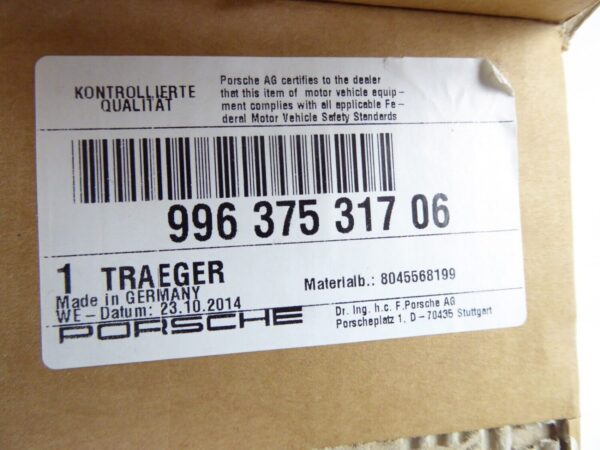 KONTROLLIERTE
QUALITÄT
Porsche AG certifies to the dealer
that this item of motor vehicle equip-
ment complies with all applicable Fe-
deral Motor Vehicle Safety Standards
996 375 317 06
1 TRAEGER
Materialb.: 8045568199
Made in GERMANY
WE-Datum: 23.10.2014
PORSCHE
Dr. Ing. h.c. F.Porsche AG
Porscheplatz 1, D-70435 Stuttgart